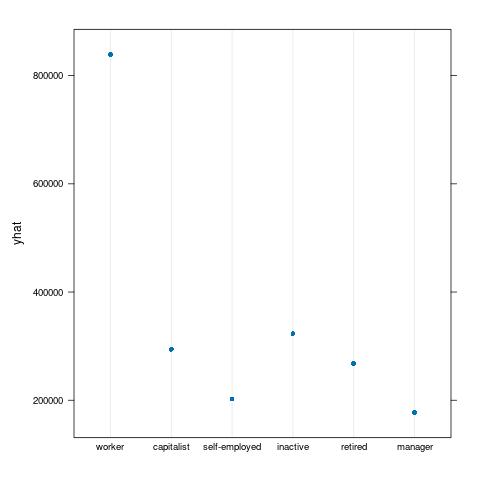 800000
600000
400000
200000
yhat
worker capitalist self-employed inactive retired manager